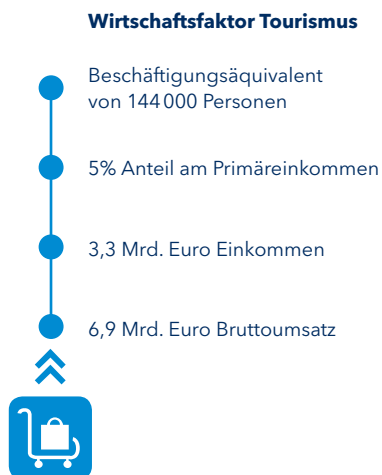 Wirtschaftsfaktor Tourismus
Beschäftigungsäquivalent
von 144 000 Personen
5% Anteil am Primäreinkommen
3,3 Mrd. Euro Einkommen
6,9 Mrd. Euro Bruttoumsatz